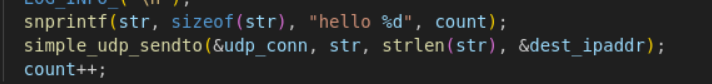 snprintf(str, sizeof(str), "hello %d", count);
simple_udp_sendto(&udp_conn, str, strlen(str), &dest_ipaddr);
count++;